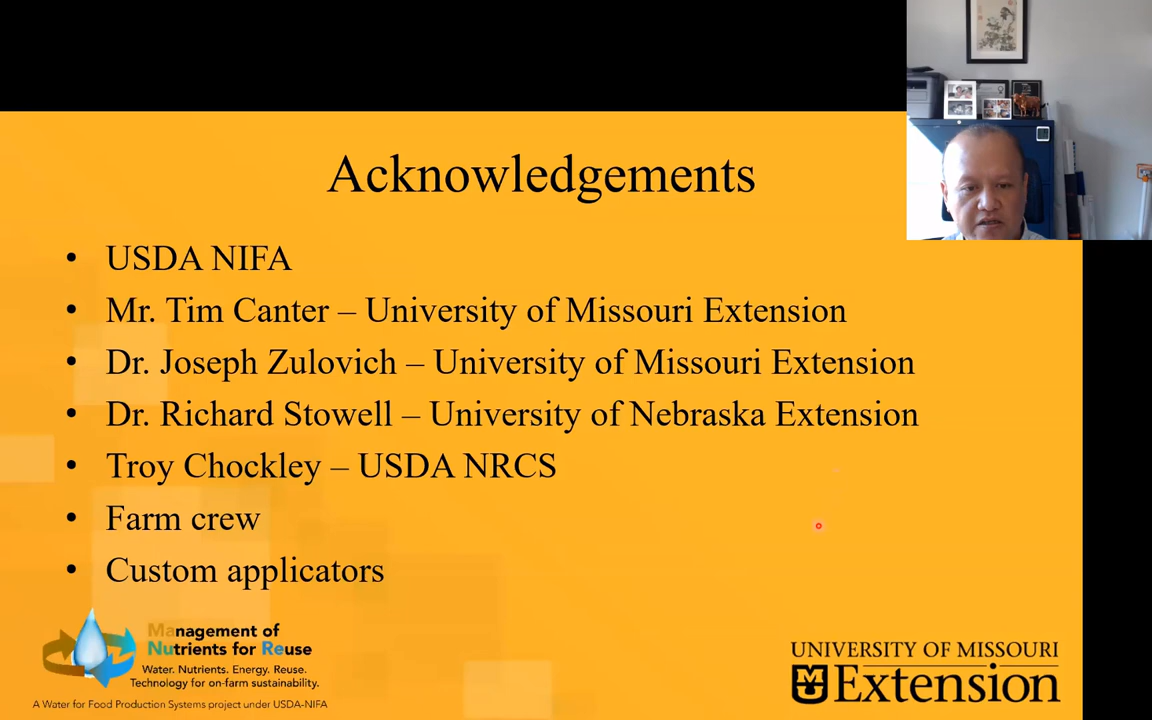 Acknowledgements
• USDA NIFA
• Mr. Tim Canter – University of Missouri Extension
• Dr. Joseph Zulovich – University of Missouri Extension
• Dr. Richard Stowell – University of Nebraska Extension
• Troy Chockley – USDA NRCS
• Farm crew
• Custom applicators
Management of
Nutrients for Reuse
Water. Nutrients. Energy. Reuse.
Technology for on-farm sustainability.
A Water for Food Production Systems project under USDA-NIFA
UNIVERSITY OF MISSOURI
Extension